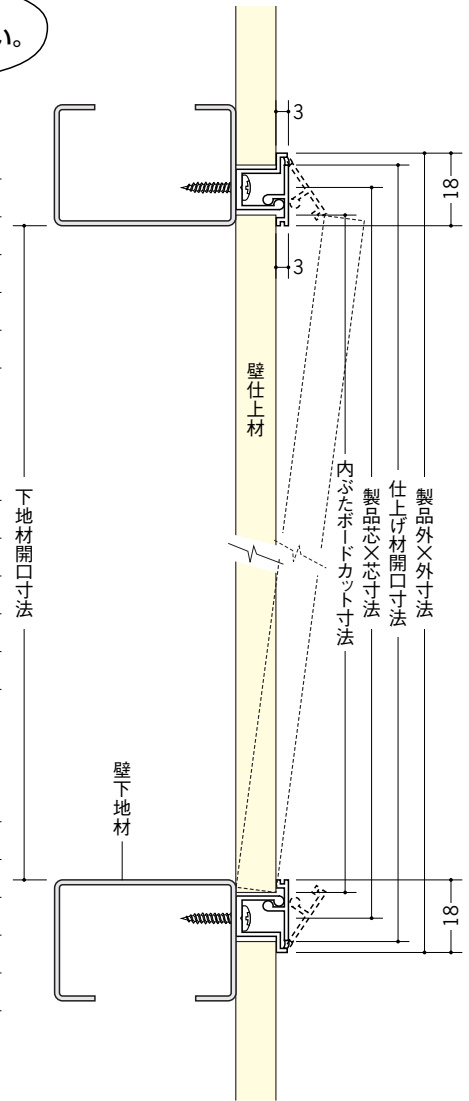 い。
3
18
3
壁仕上材
下地材開口寸法
内ぶたボードカット寸法
製品芯×芯寸法
仕上げ材開口寸法
製品外×外寸法
壁下地材
18